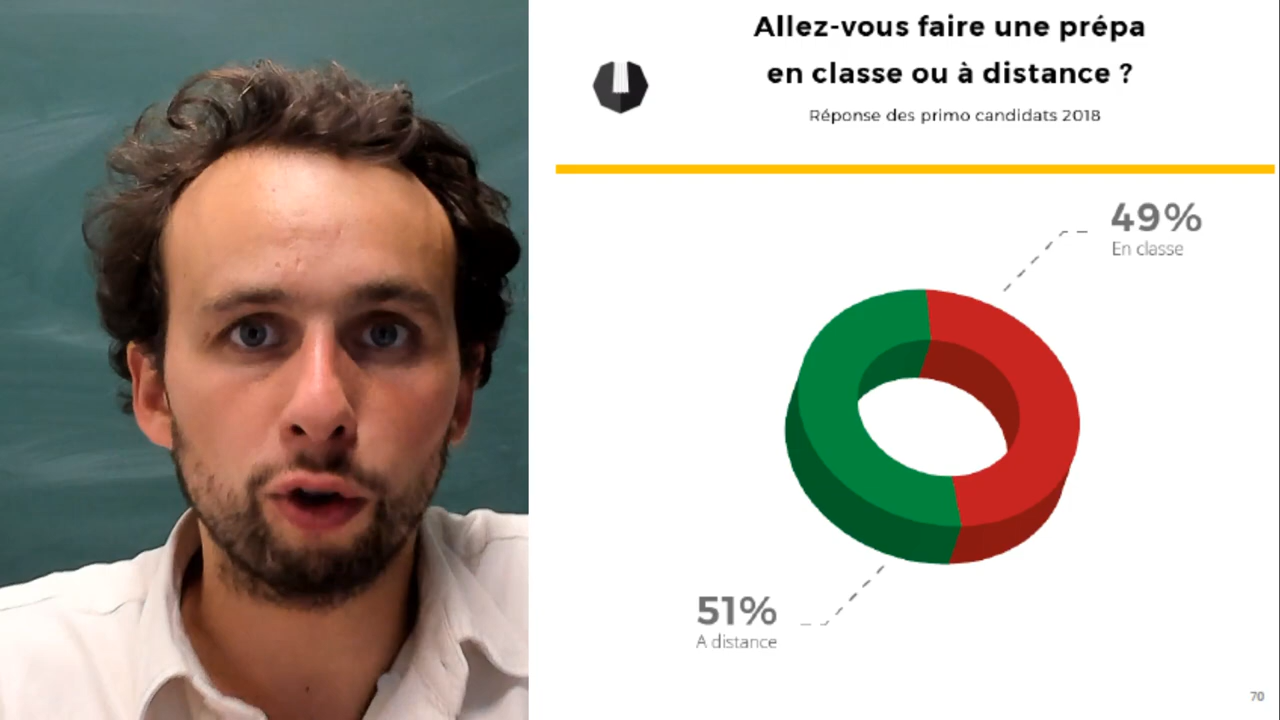 Allez-vous faire une prépa
en classe ou à distance ?
Réponse des primo candidats 2018
49%
En classe
51%
A distance
70